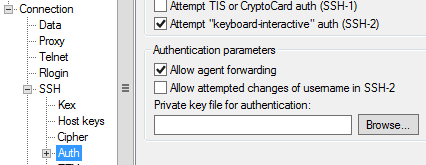 Connection
Data
Proxy
Telnet
Rlogin
SSH
Kex
Host keys
Cipher
Auth
Attempt TIS or CryptoCard auth (SSH-1)
Attempt "keyboard-interactive" auth (SSH-2)
Authentication parameters
Allow agent forwarding
Allow attempted changes of username in SSH-2
Private key file for authentication:
Browse...